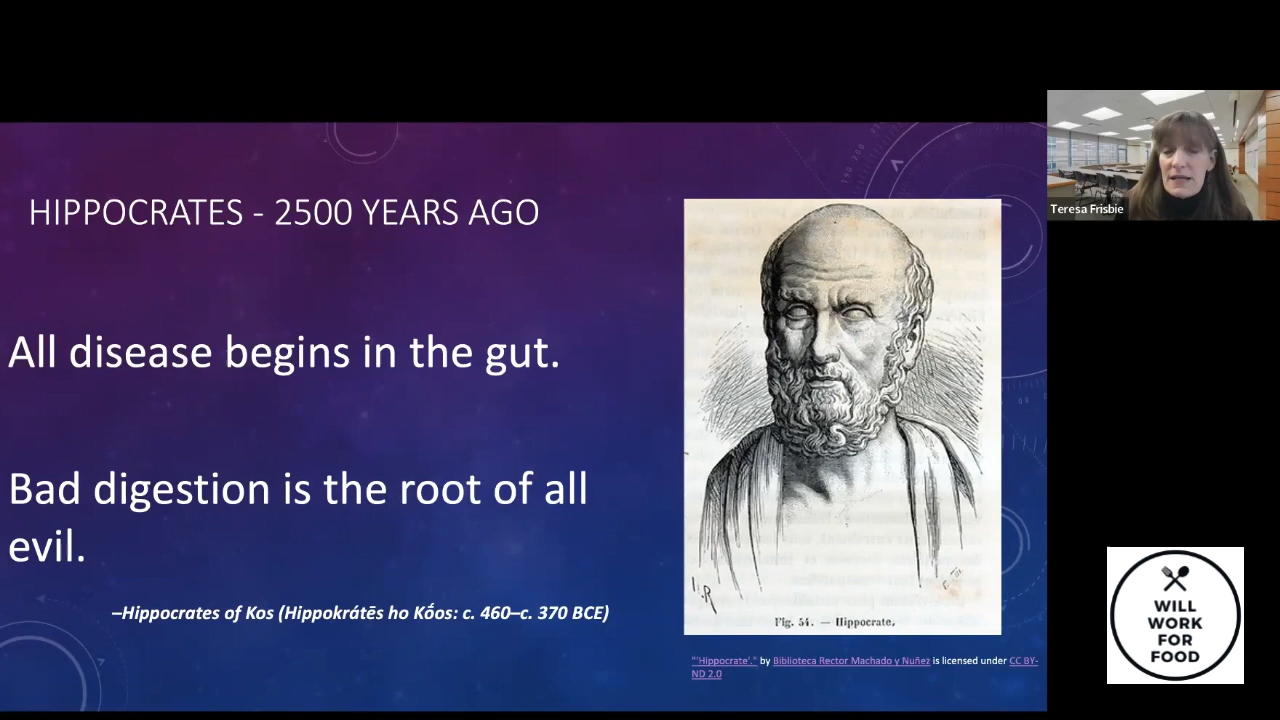 HIPPOCRATES - 2500 YEARS AGO
All disease begins in the gut.
Bad digestion is the root of all
evil.
–Hippocrates of Kos (Hippokrátēs ho Kṓos: c. 460–c. 370 BCE)
Fig. 54. — Hippocrate.
"'Hippocrate'." by Biblioteca Rector Machado y Nuñez is licensed under CC BY-
ND 2.0
Teresa Frisbie
WILL
WORK
FOR
FOOD